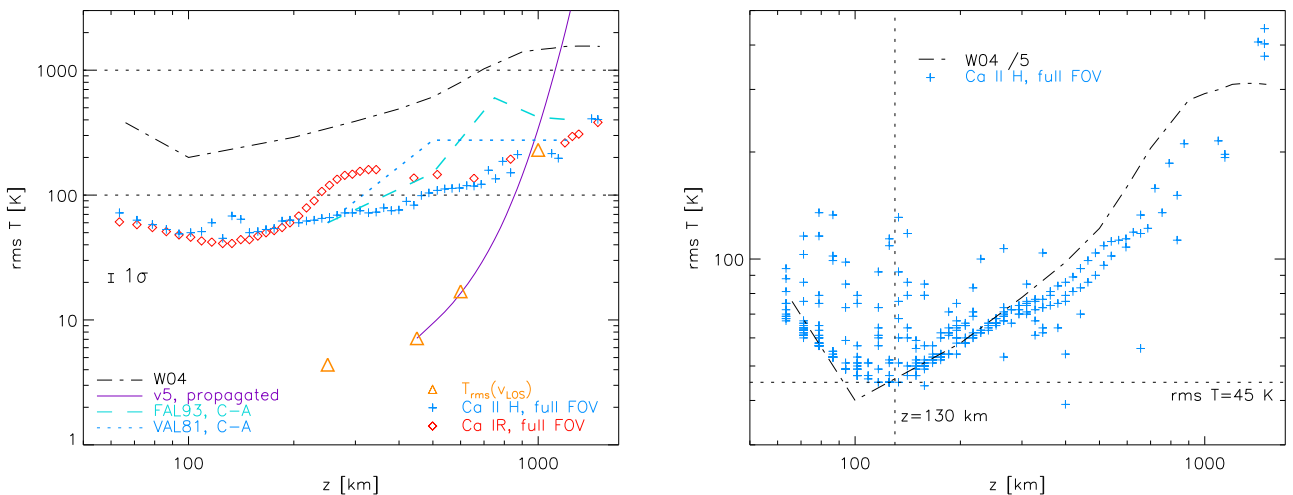 1000
100
10
1
rms T [K]
I 1σ
W04
v5, propagated
FAL93, C-A
VAL81, C-A
T_rms(v_LOS)
Ca II H, full FOV
Ca IR, full FOV
100
1000
z [km]
W04 /5
Ca II H, full FOV
100
rms T [K]
rms T=45 K
z=130 km
100
1000
z [km]